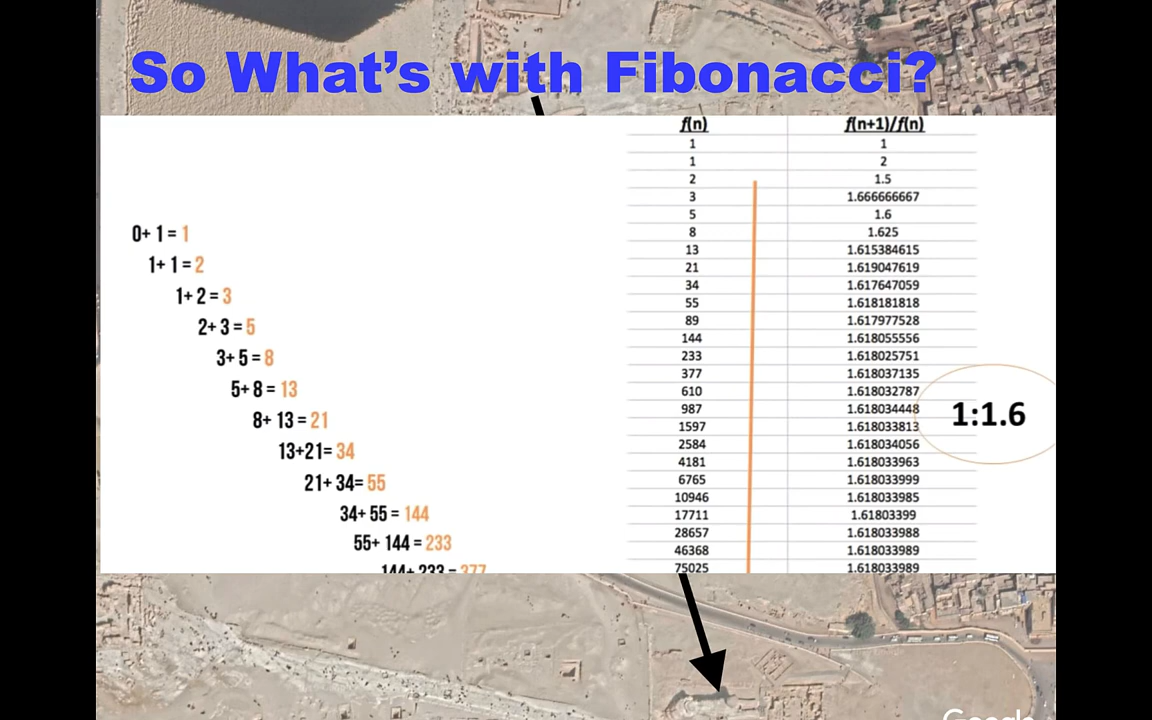 So What's with Fibonacci?
0+ 1 = 1
1+ 1 = 2
1+ 2 = 3
2+ 3 = 5
3+ 5 = 8
5+ 8 = 13
8+ 13 = 21
13+21= 34
21+ 34= 55
34+ 55 = 144
55+ 144 = 233
144+ 233 = 377
f(n) f(n+1)/f(n)
1 1
1 2
2 1.5
3 1.666666667
5 1.6
8 1.625
13 1.615384615
21 1.619047619
34 1.617647059
55 1.618181818
89 1.617977528
144 1.618055556
233 1.618025751
377 1.618037135
610 1.618032787
987 1.618034448
1597 1.618033813
2584 1.618034056
4181 1.618033963
6765 1.618033999
10946 1.618033985
17711 1.61803399
28657 1.618033988
46368 1.618033989
75025 1.618033989
1:1.6